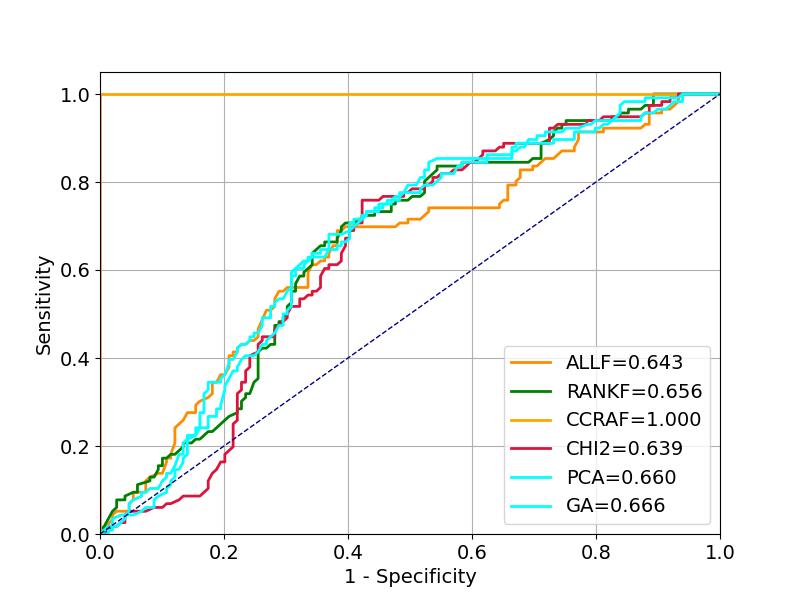 1.0
0.8
0.6
0.4
0.2
0.0
Sensitivity
ALLF=0.643
RANKF=0.656
CCRAF=1.000
CHI2=0.639
PCA=0.660
GA=0.666
0.0 0.2 0.4 0.6 0.8 1.0
1 - Specificity